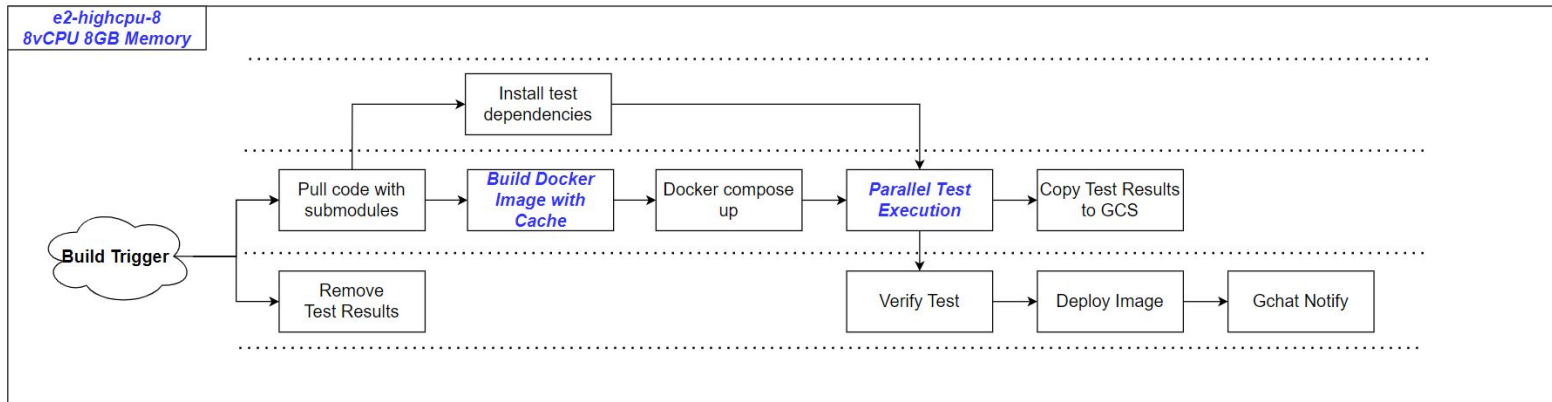 e2-highcpu-8
8vCPU 8GB Memory
Install test
dependencies
Pull code with
submodules
Build Docker
Image with
Cache
Docker compose
up
Parallel Test
Execution
Copy Test Results
to GCS
Build Trigger
Remove
Test Results
Verify Test
Deploy Image
Gchat Notify